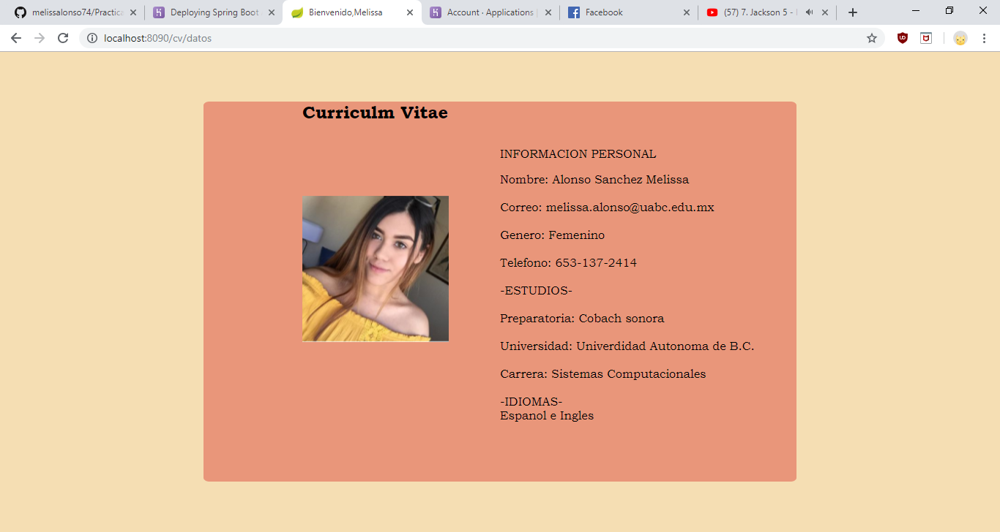 melissalonso74/Practica
Deploying Spring Boot
Bienvenido,Melissa
Account · Applications
Facebook
(57) 7. Jackson 5 -
localhost:8090/cv/datos
Curriculm Vitae
INFORMACION PERSONAL
Nombre: Alonso Sanchez Melissa
Correo: melissa.alonso@uabc.edu.mx
Genero: Femenino
Telefono: 653-137-2414
-ESTUDIOS-
Preparatoria: Cobach sonora
Universidad: Univerdidad Autonoma de B.C.
Carrera: Sistemas Computacionales
-IDIOMAS-
Espanol e Ingles